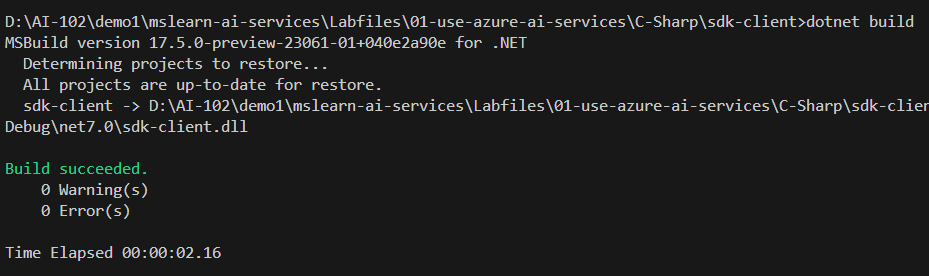 D:\AI-102\demo1\mslearn-ai-services\Labfiles\01-use-azure-ai-services\C-Sharp\sdk-client>dotnet build
MSBuild version 17.5.0-preview-23061-01+040e2a90e for .NET
  Determining projects to restore...
  All projects are up-to-date for restore.
  sdk-client -> D:\AI-102\demo1\mslearn-ai-services\Labfiles\01-use-azure-ai-services\C-Sharp\sdk-clien
Debug\net7.0\sdk-client.dll

Build succeeded.
    0 Warning(s)
    0 Error(s)

Time Elapsed 00:00:02.16